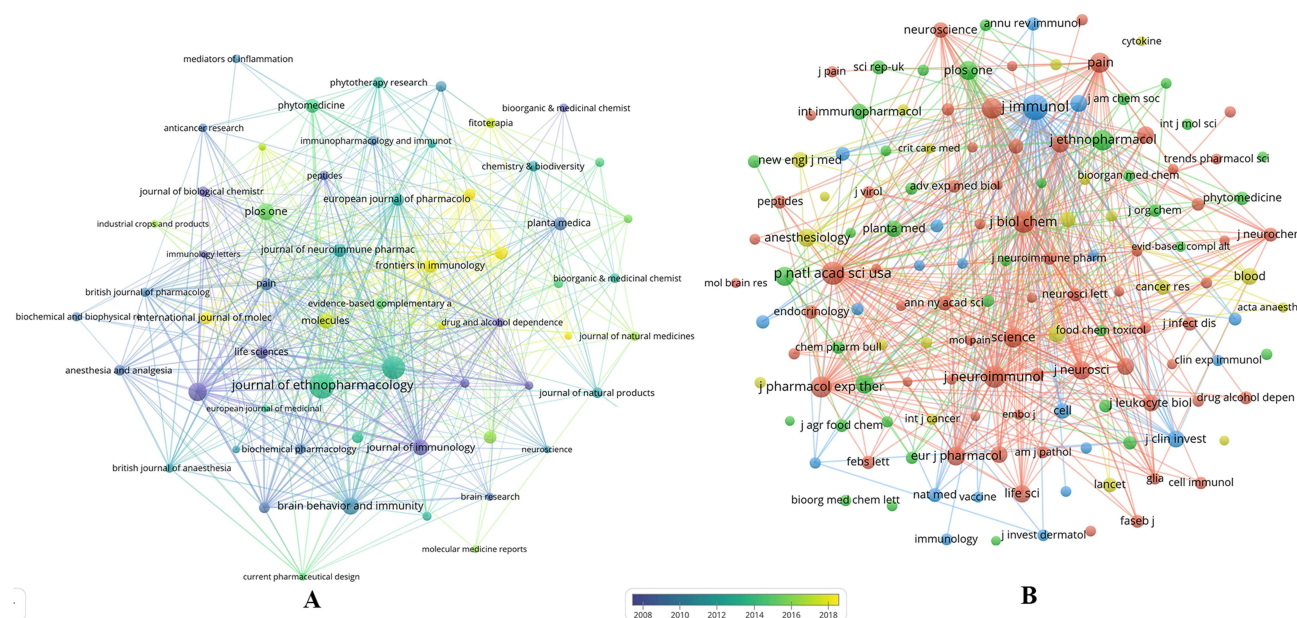 mediators of inflammation
phytotherapy research
phytomedicine
bioorganic & medicinal chemist
fitoterapia
anticancer research
immunopharmacology and immunot
chemistry & biodiversity
peptides
journal of biological chemistr
european journal of pharmacolo
plos one
industrial crops and products
planta medica
journal of neuroimmune pharmac
immunology letters
frontiers in immunology
bioorganic & medicinal chemist
pain
british journal of pharmacolog
evidence-based complementary a
biochemical and biophysical re
international journal of molec
molecules
drug and alcohol dependence
journal of natural medicines
life sciences
anesthesia and analgesia
journal of ethnopharmacology
journal of natural products
european journal of medicinal
biochemical pharmacology
journal of immunology
neuroscience
british journal of anaesthesia
brain research
brain behavior and immunity
molecular medicine reports
current pharmaceutical design
A
2008
2010
2012
2014
2016
2018
neuroscience
annu rev immunol
cytokine
j pain
sci rep-uk
plos one
pain
int immunopharmacol
j immunol
j am chem soc
int j mol sci
j ethnopharmacol
crit care med
new engl j med
trends pharmacol sci
bioorgan med chem
j virol
adv exp med biol
peptides
phytomedicine
j org chem
j biol chem
planta med
anesthesiology
j neurochem
evid-based compl alt
j neuroimmune pharm
p natl acad sci usa
mol brain res
blood
cancer res
neurosci lett
ann ny acad sci
endocrinology
acta anaesth
j infect dis
food chem toxicol
science
mol pain
chem pharm bull
clin exp immunol
j neurosci
j neuroimmunol
j pharmacol exp ther
drug alcohol depen
j leukocyte biol
cell
embo j
int j cancer
j agr food chem
j clin invest
eur j pharmacol
am j pathol
febs lett
glia
cell immunol
lancet
life sci
nat med
vaccine
bioorg med chem lett
faseb j
j invest dermatol
immunology
B